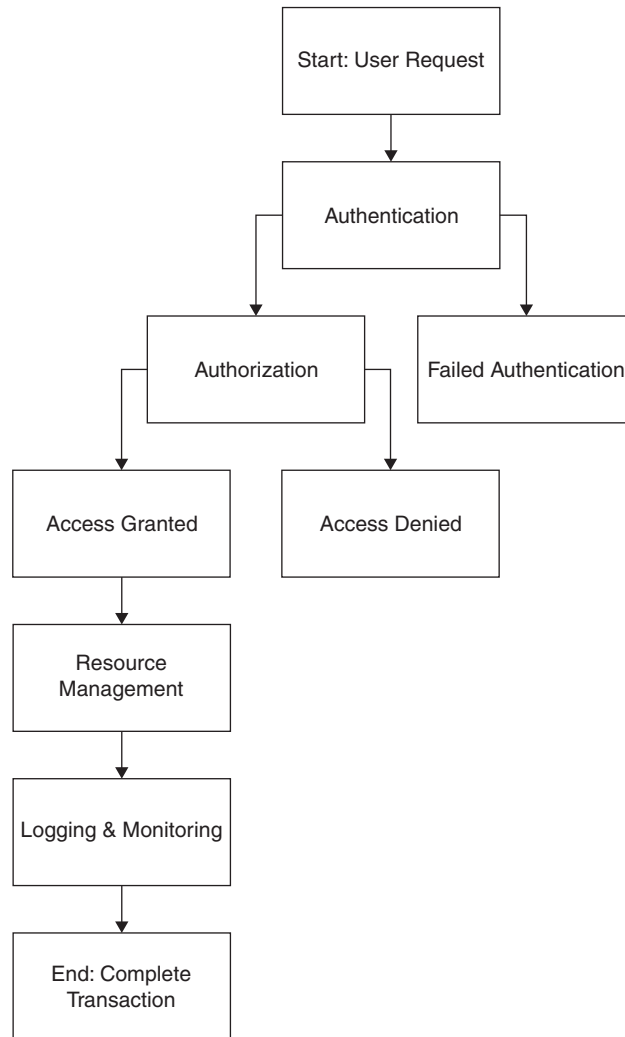 Start: User Request
Authentication
Authorization
Failed Authentication
Access Granted
Access Denied
Resource
Management
Logging & Monitoring
End: Complete
Transaction